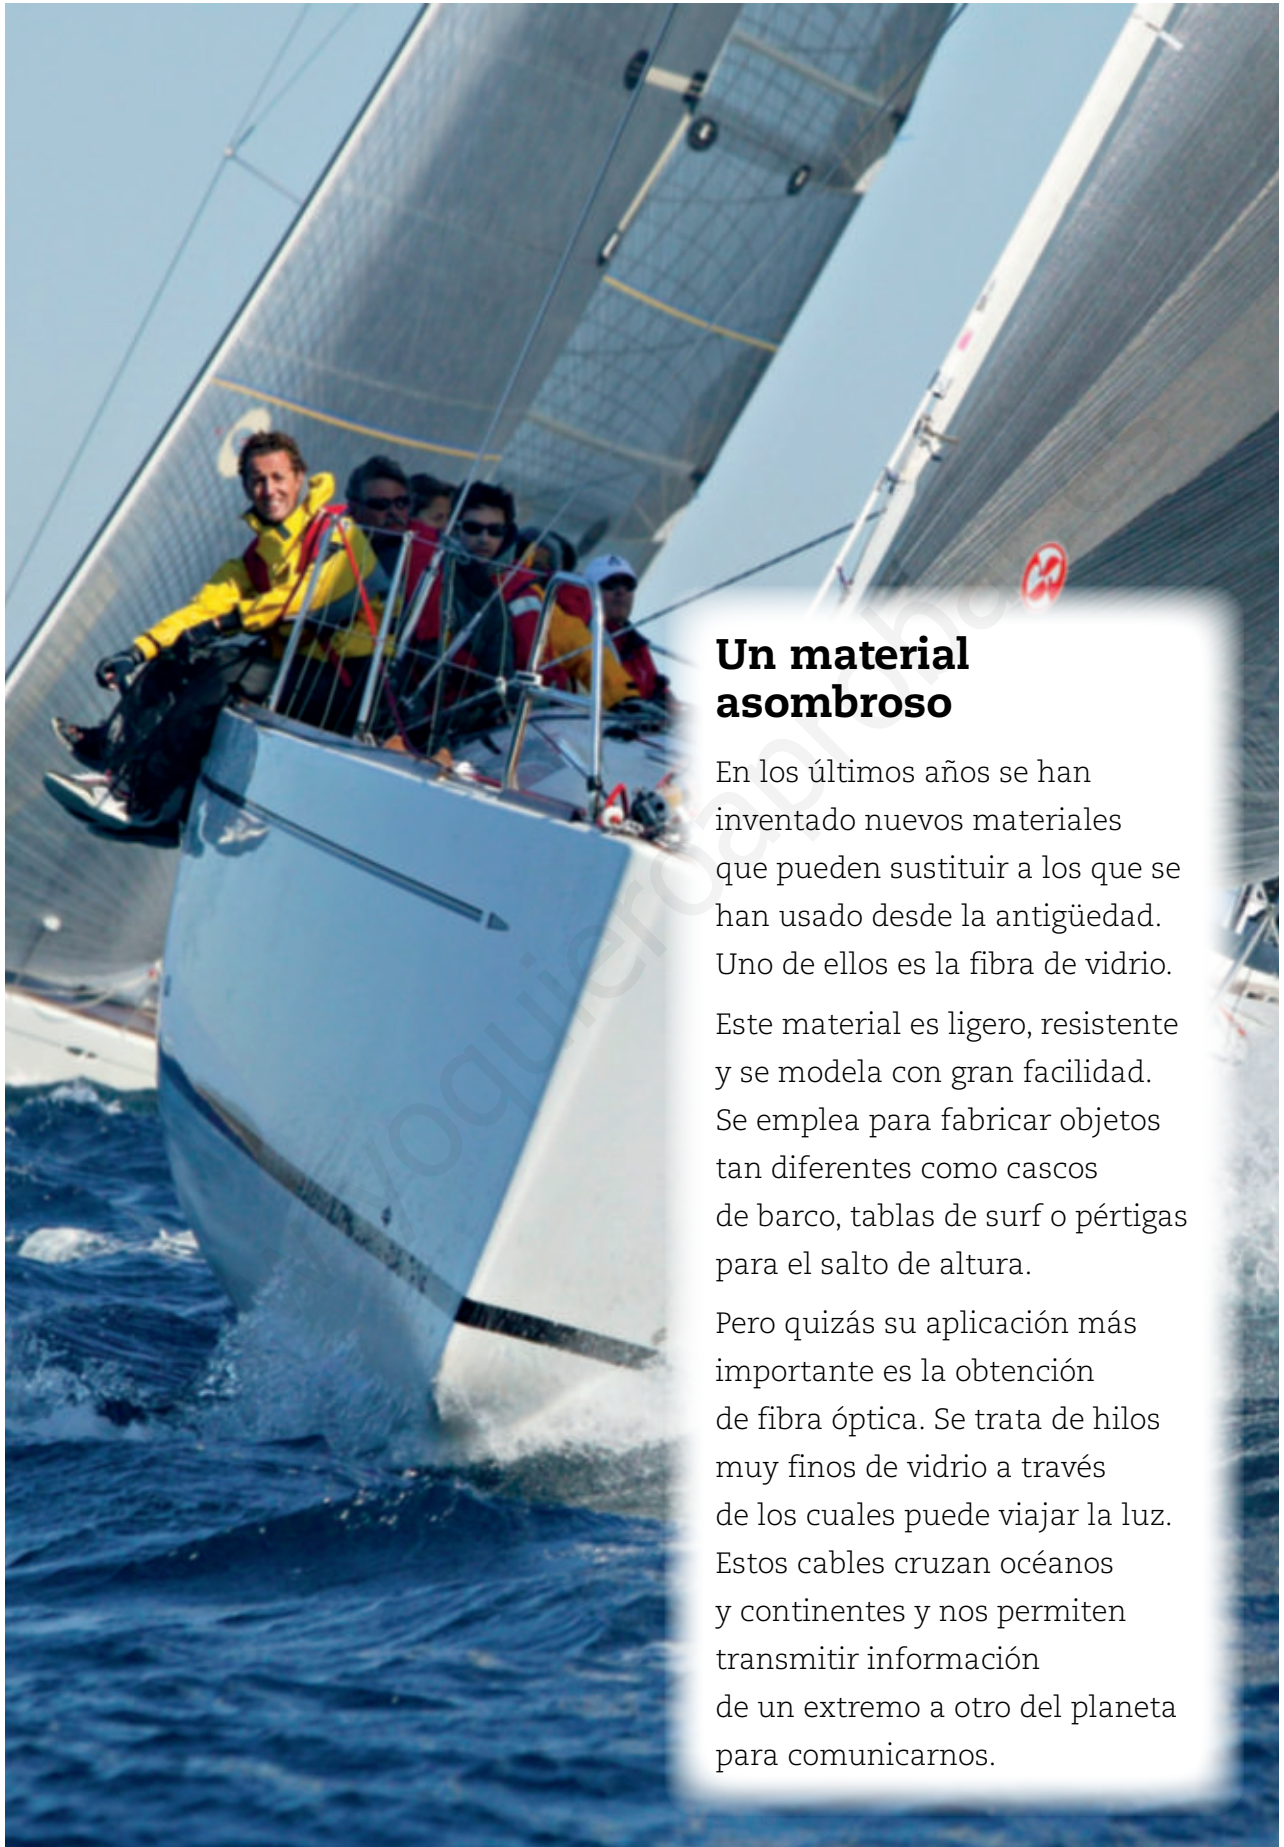 Un material
asombroso
En los últimos años se han
inventado nuevos materiales
que pueden sustituir a los que se
han usado desde la antigüedad.
Uno de ellos es la fibra de vidrio.
Este material es ligero, resistente
y se modela con gran facilidad.
Se emplea para fabricar objetos
tan diferentes como cascos
de barco, tablas de surf o pértigas
para el salto de altura.
Pero quizás su aplicación más
importante es la obtención
de fibra óptica. Se trata de hilos
muy finos de vidrio a través
de los cuales puede viajar la luz.
Estos cables cruzan océanos
y continentes y nos permiten
transmitir información
de un extremo a otro del planeta
para comunicarnos.